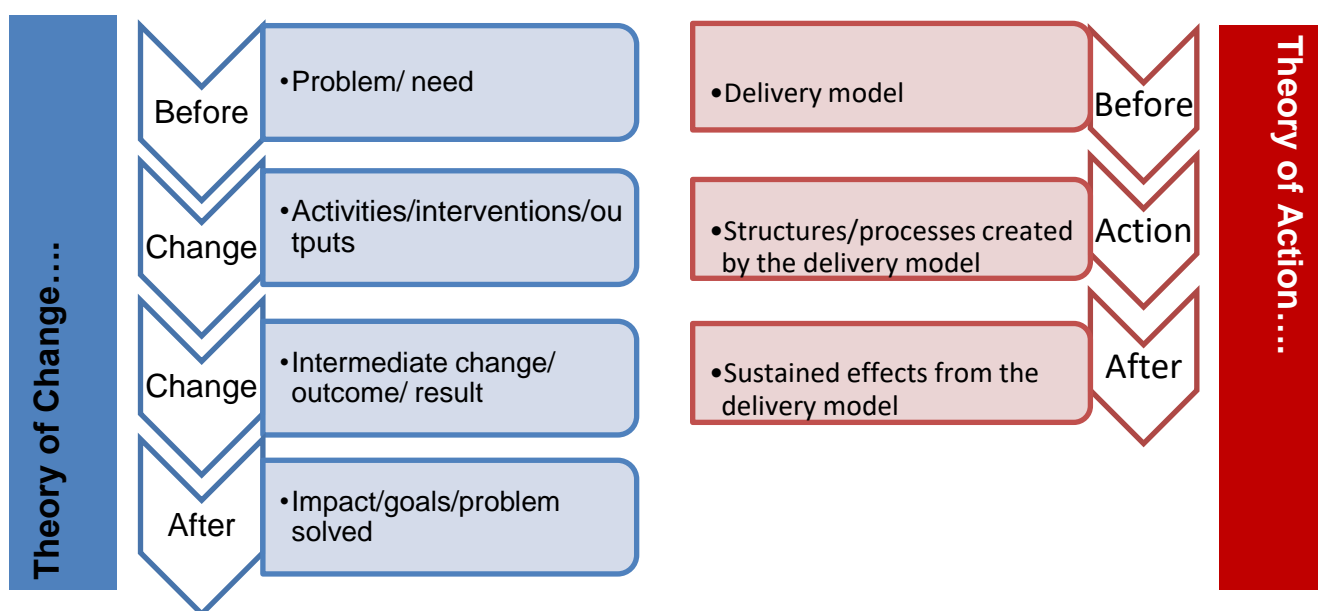 Theory of Change....
Before
•Problem/ need
Change
•Activities/interventions/ou
tputs
Change
•Intermediate change/
outcome/ result
After
•Impact/goals/problem
solved
•Delivery model
Before
•Structures/processes created
by the delivery model
Action
•Sustained effects from the
delivery model
After
Theory of Action....